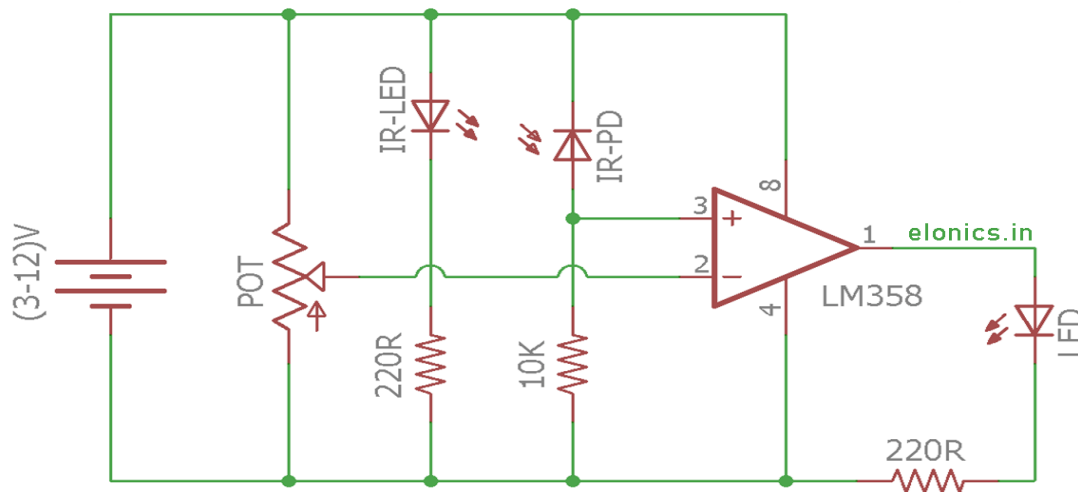 (3-12)V
POT
IR-LED
220R
IR-PD
10K
3
+
2
−
8
4
1
LM358
elonics.in
LED
220R